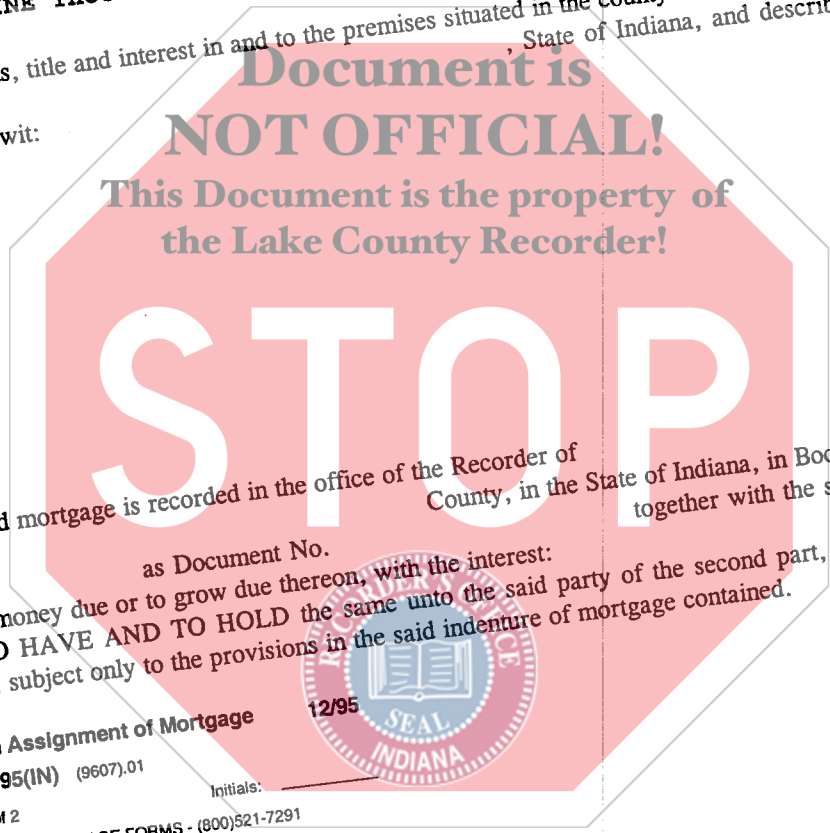 s, title and interest in and to the premises situated in the county
, State of Indiana, and descri
wit:
Document is
NOT OFFICIAL!
This Document is the property of
the Lake County Recorder!
STOP
d mortgage is recorded in the office of the Recorder of
County, in the State of Indiana, in Boo
together with the s
as Document No.
money due or to grow due thereon, with the interest:
O HAVE AND TO HOLD the same unto the said party of the second part,
, subject only to the provisions in the said indenture of mortgage contained.
RECORDER'S OFFICE
SEAL
INDIANA
Assignment of Mortgage 12/95
95(IN) (9607).01
Initials:
of 2
FORMS - (800)521-7291